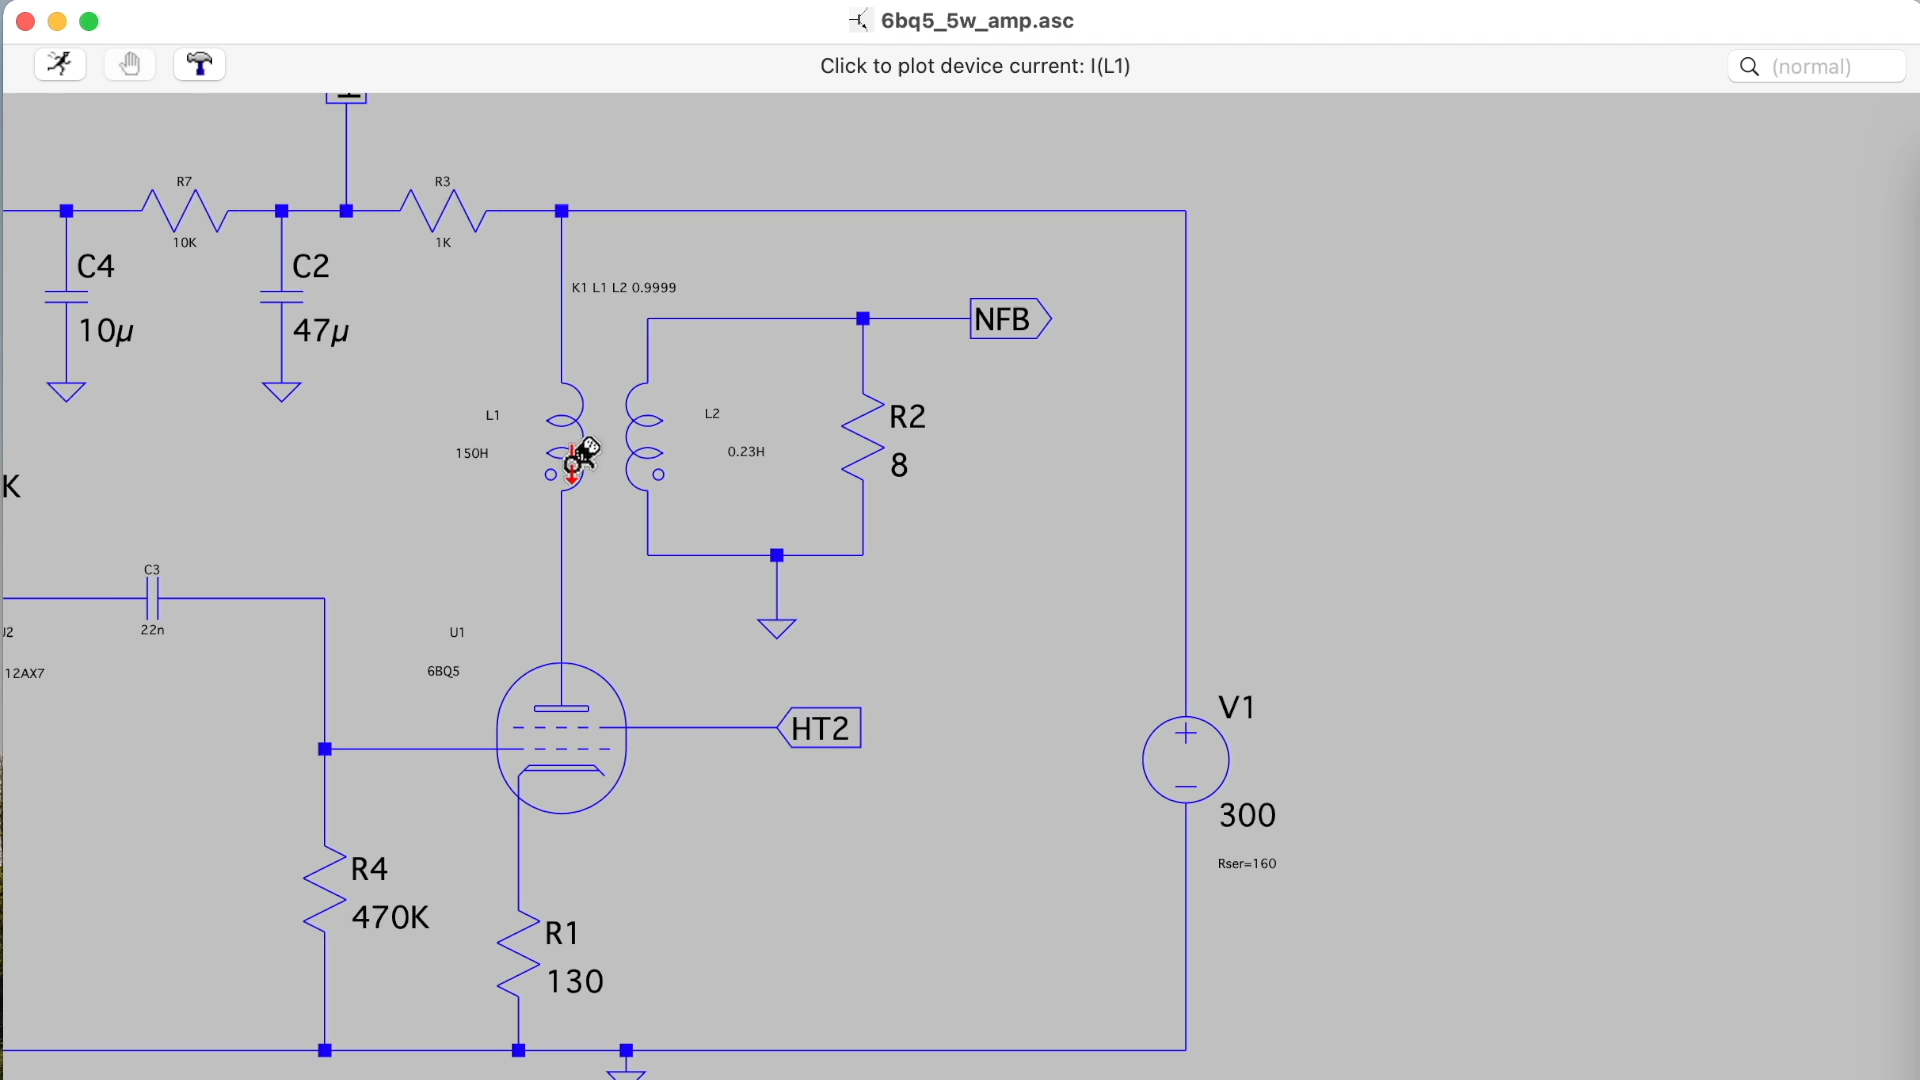 6bq5_5w_amp.asc
Click to plot device current: I(L1)
(normal)
R7
10K
R3
1K
C4
10µ
C2
47µ
K1 L1 L2 0.9999
NFB
L1
150H
L2
0.23H
R2
8
K
C3
22n
12AX7
U1
6BQ5
HT2
V1
300
Rser=160
R4
470K
R1
130